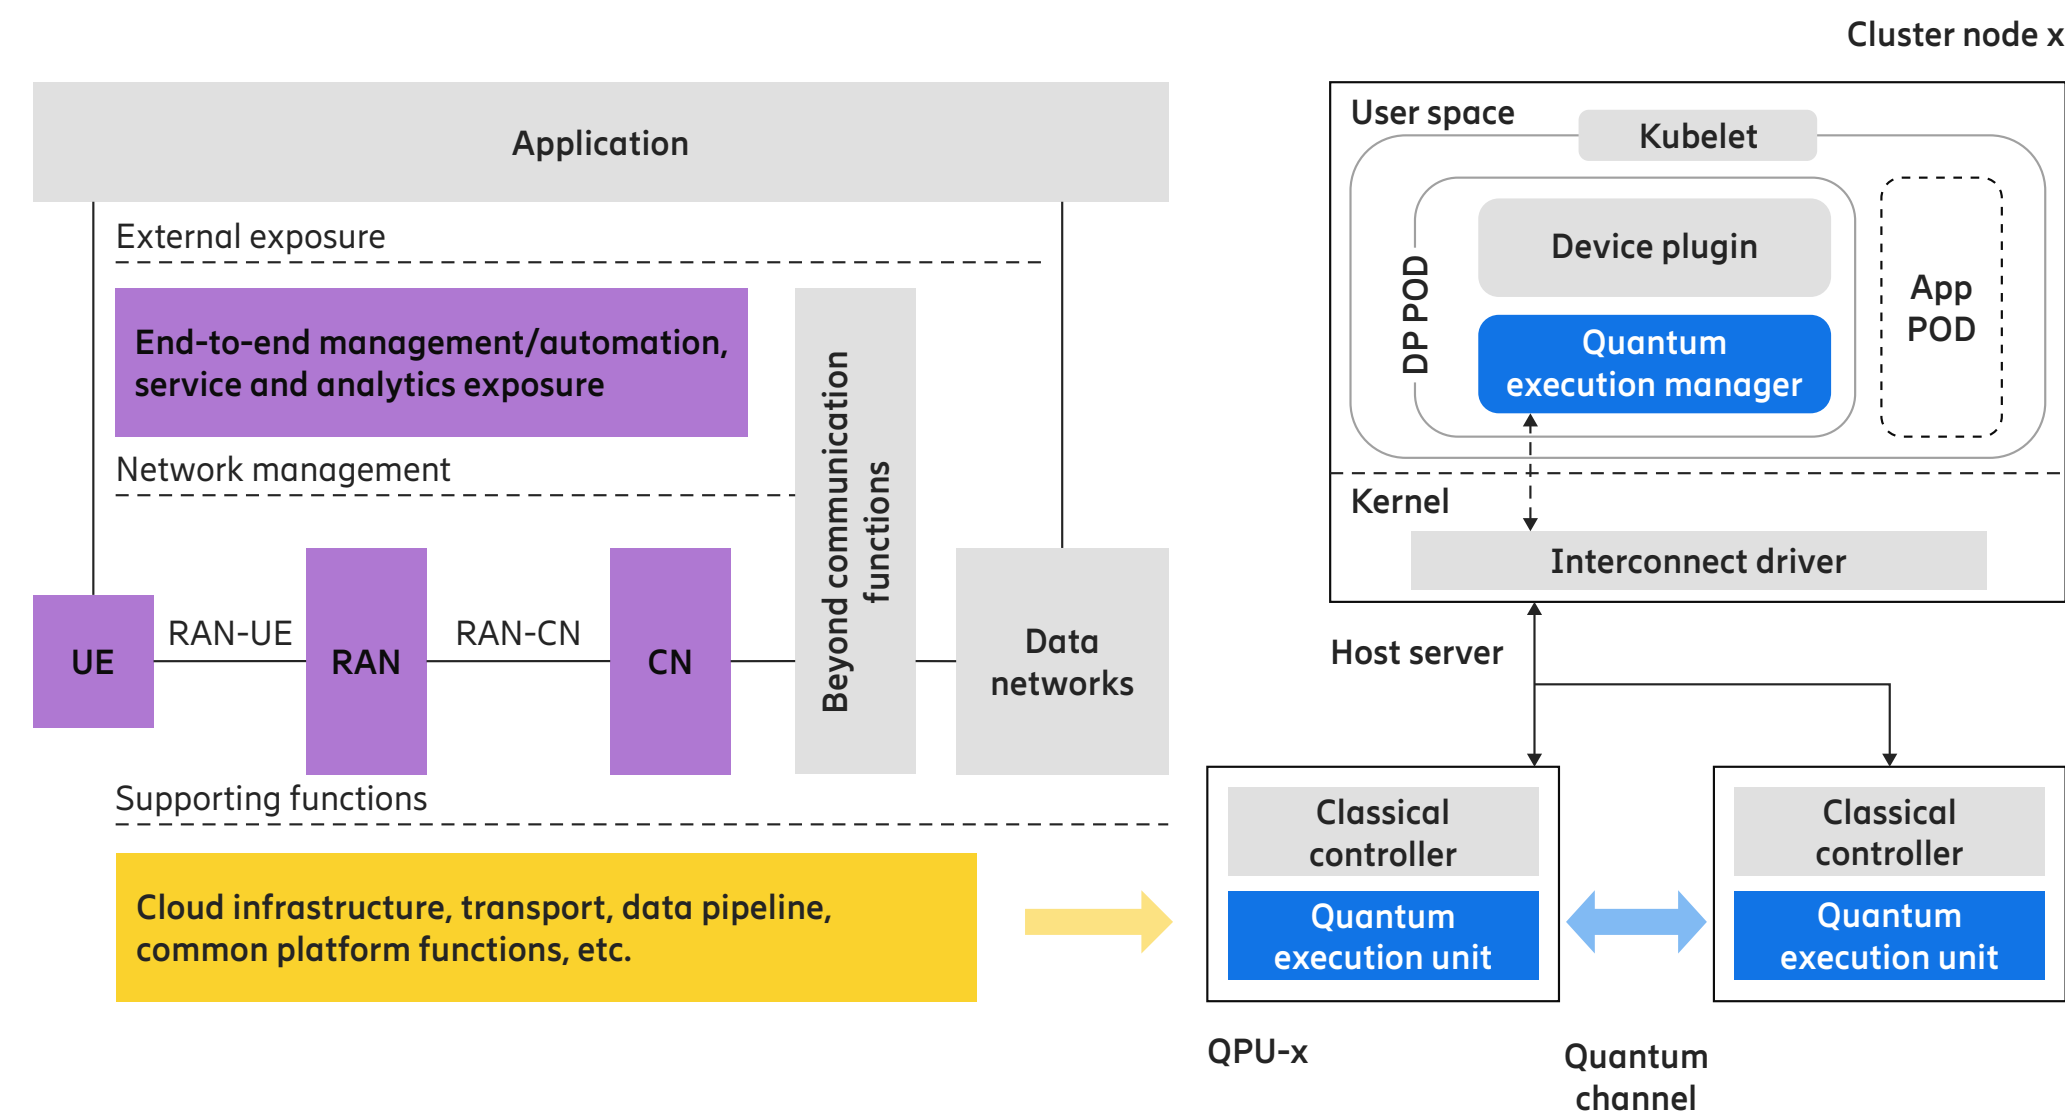 Cluster node x
Application
External exposure
End-to-end management/automation,
service and analytics exposure
Network management
Beyond communication
functions
UE
RAN-UE
RAN
RAN-CN
CN
Data
networks
Supporting functions
Cloud infrastructure, transport, data pipeline,
common platform functions, etc.
User space
Kubelet
DP POD
Device plugin
Quantum
execution manager
App
POD
Kernel
Interconnect driver
Host server
Classical
controller
Quantum
execution unit
Classical
controller
Quantum
execution unit
QPU-x
Quantum
channel